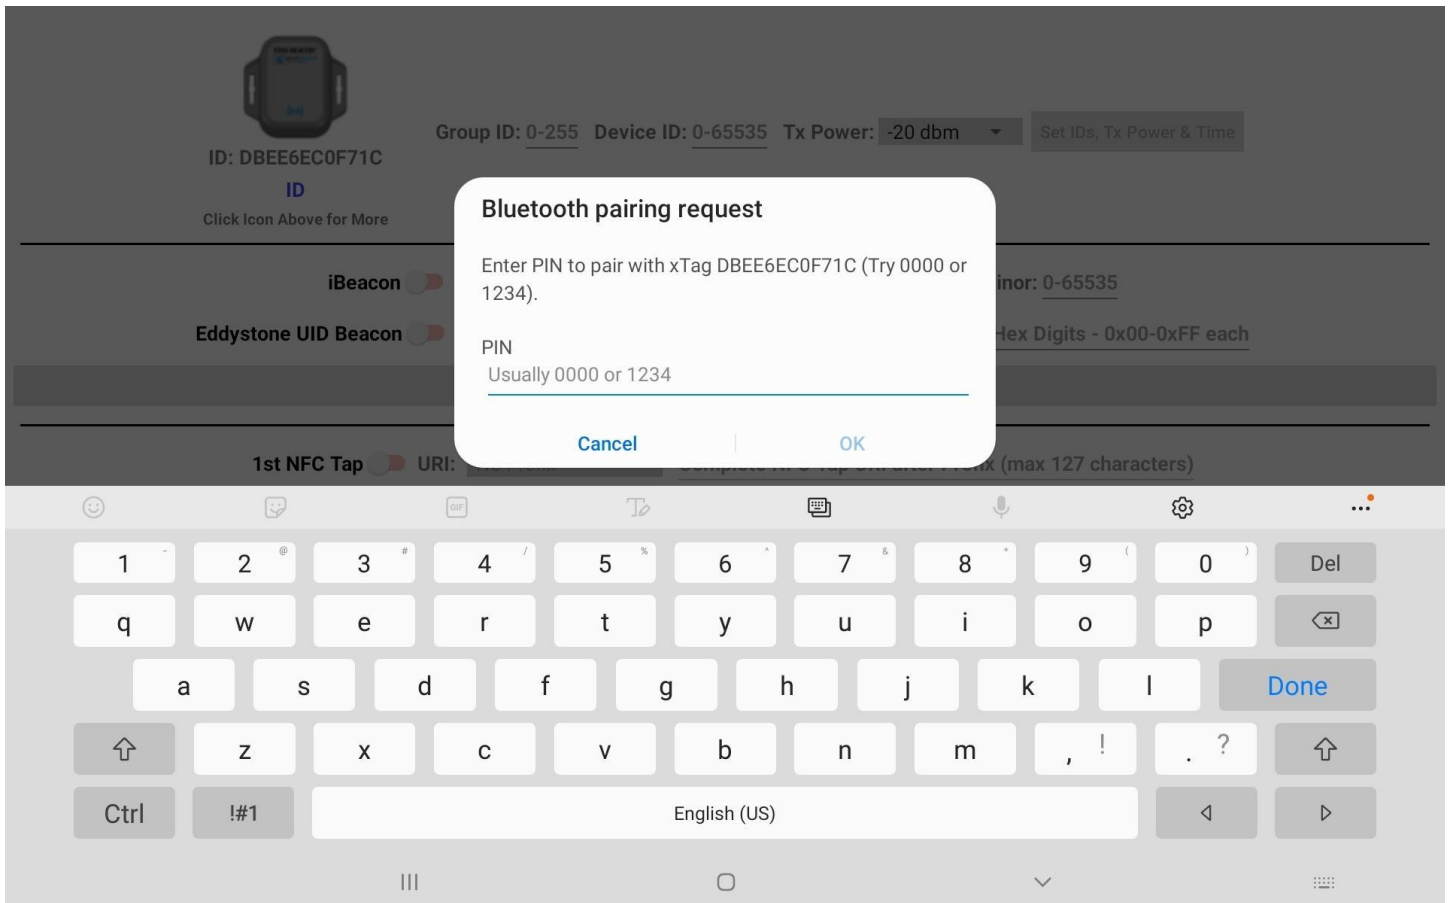 ID: DBEE6EC0F71C
ID
Click Icon Above for More
Group ID: 0-255 Device ID: 0-65535 Tx Power: -20 dbm Set IDs, Tx Power & Time
Bluetooth pairing request
Enter PIN to pair with xTag DBEE6EC0F71C (Try 0000 or
1234).
PIN
Usually 0000 or 1234
Cancel OK
iBeacon inor: 0-65535
Eddystone UID Beacon Hex Digits - 0x00-0xFF each
1st NFC Tap URI: (max 127 characters)
GIF
1 - 2 @ 3 # 4 / 5 % 6 ^ 7 & 8 * 9 ( 0 ) Del
q w e r t y u i o p
a s d f g h j k l Done
z x c v b n m , ! . ?
Ctrl !#1 English (US)